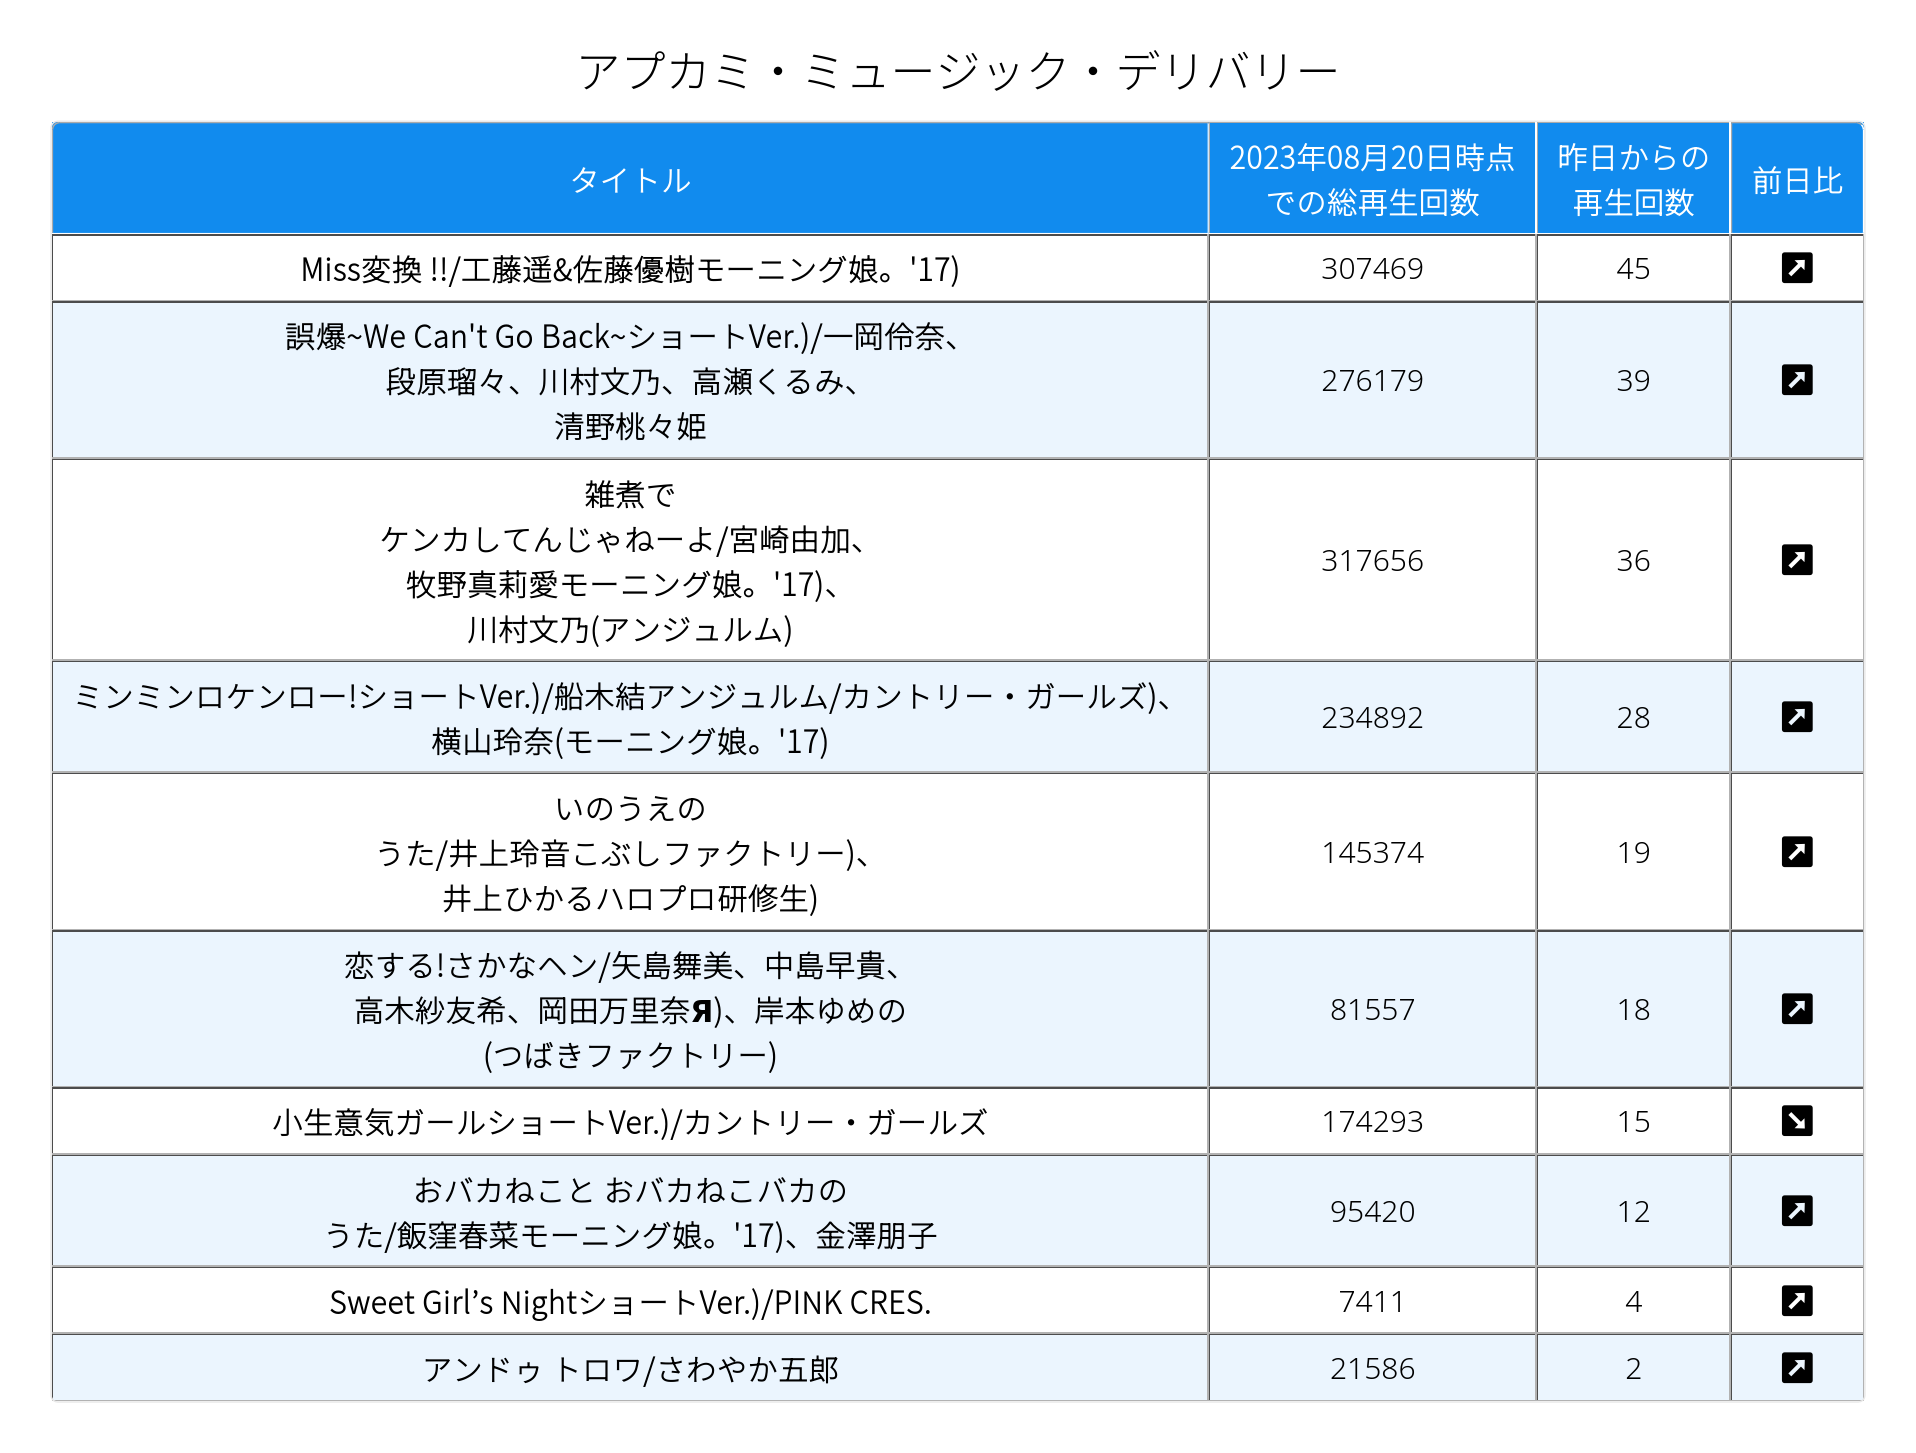 アプカミ・ミュージック・デリバリー
タイトル
2023年08月20日時点
での総再生回数
昨日からの
再生回数
前日比
Miss変換 !!/工藤遥&佐藤優樹モーニング娘。'17)
307469
45
誤爆~We Can't Go Back~ショートVer.)/一岡伶奈、
段原瑠々、川村文乃、高瀬くるみ、
清野桃々姫
276179
39
雑煮で
ケンカしてんじゃねーよ/宮崎由加、
牧野真莉愛モーニング娘。'17)、
川村文乃(アンジュルム)
317656
36
ミンミンロケンロー!ショートVer.)/船木結アンジュルム/カントリー・ガールズ)、
横山玲奈(モーニング娘。'17)
234892
28
いのうえの
うた/井上玲音こぶしファクトリー)、
井上ひかるハロプロ研修生)
145374
19
恋する!さかなヘン/矢島舞美、中島早貴、
高木紗友希、岡田万里奈Я)、岸本ゆめの
(つばきファクトリー)
81557
18
小生意気ガールショートVer.)/カントリー・ガールズ
174293
15
おバカねこと おバカねこバカの
うた/飯窪春菜モーニング娘。'17)、金澤朋子
95420
12
Sweet Girl’s NightショートVer.)/PINK CRES.
7411
4
アンドゥ トロワ/さわやか五郎
21586
2